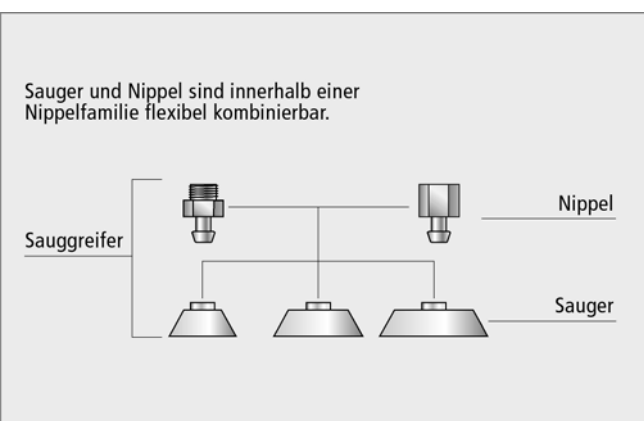 Sauger und Nippel sind innerhalb einer
Nippelfamilie flexibel kombinierbar.
Nippel
Sauggreifer
Sauger